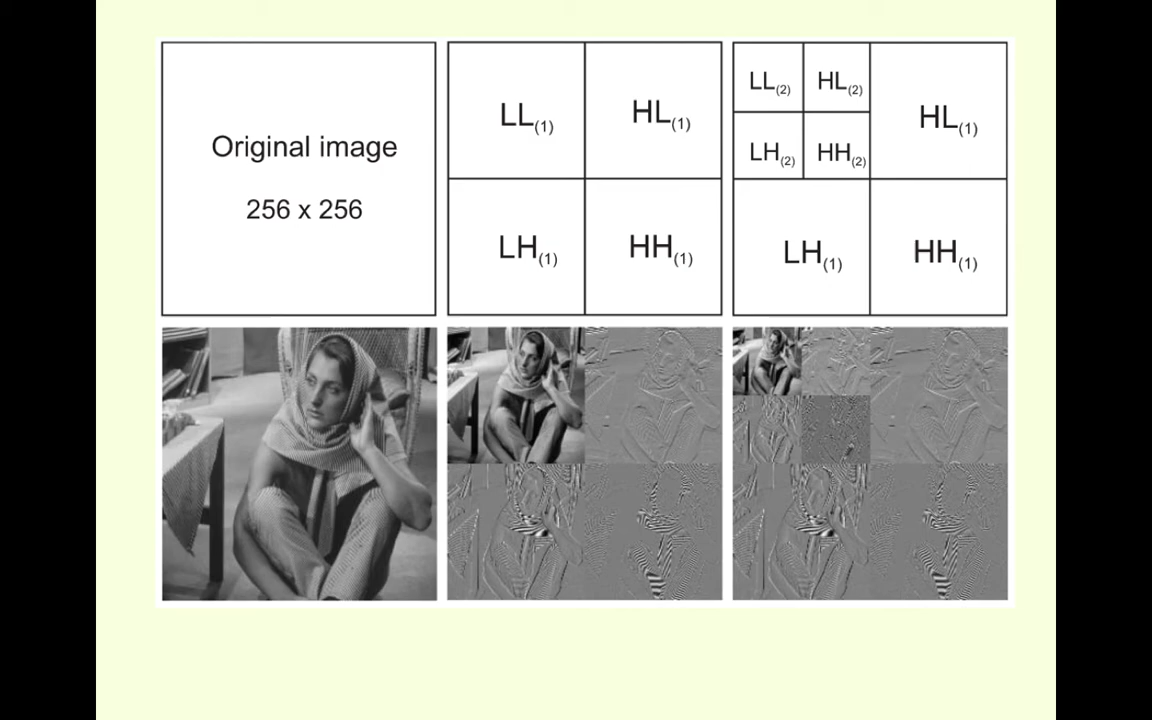 Original image
256 x 256
LL(1)
HL(1)
LH(1)
HH(1)
LL(2)
HL(2)
LH(2)
HH(2)
HL(1)
LH(1)
HH(1)